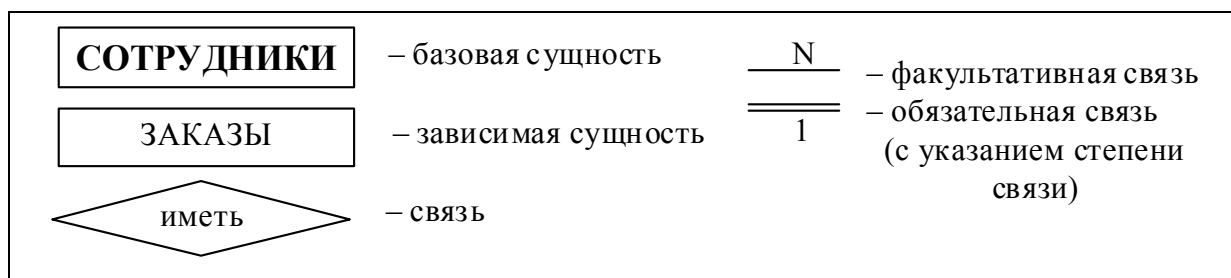 СОТРУДНИКИ – базовая сущность
N
– факультативная связь
ЗАКАЗЫ – зависимая сущность
1
– обязательная связь
(с указанием степени
связи)
иметь – связь